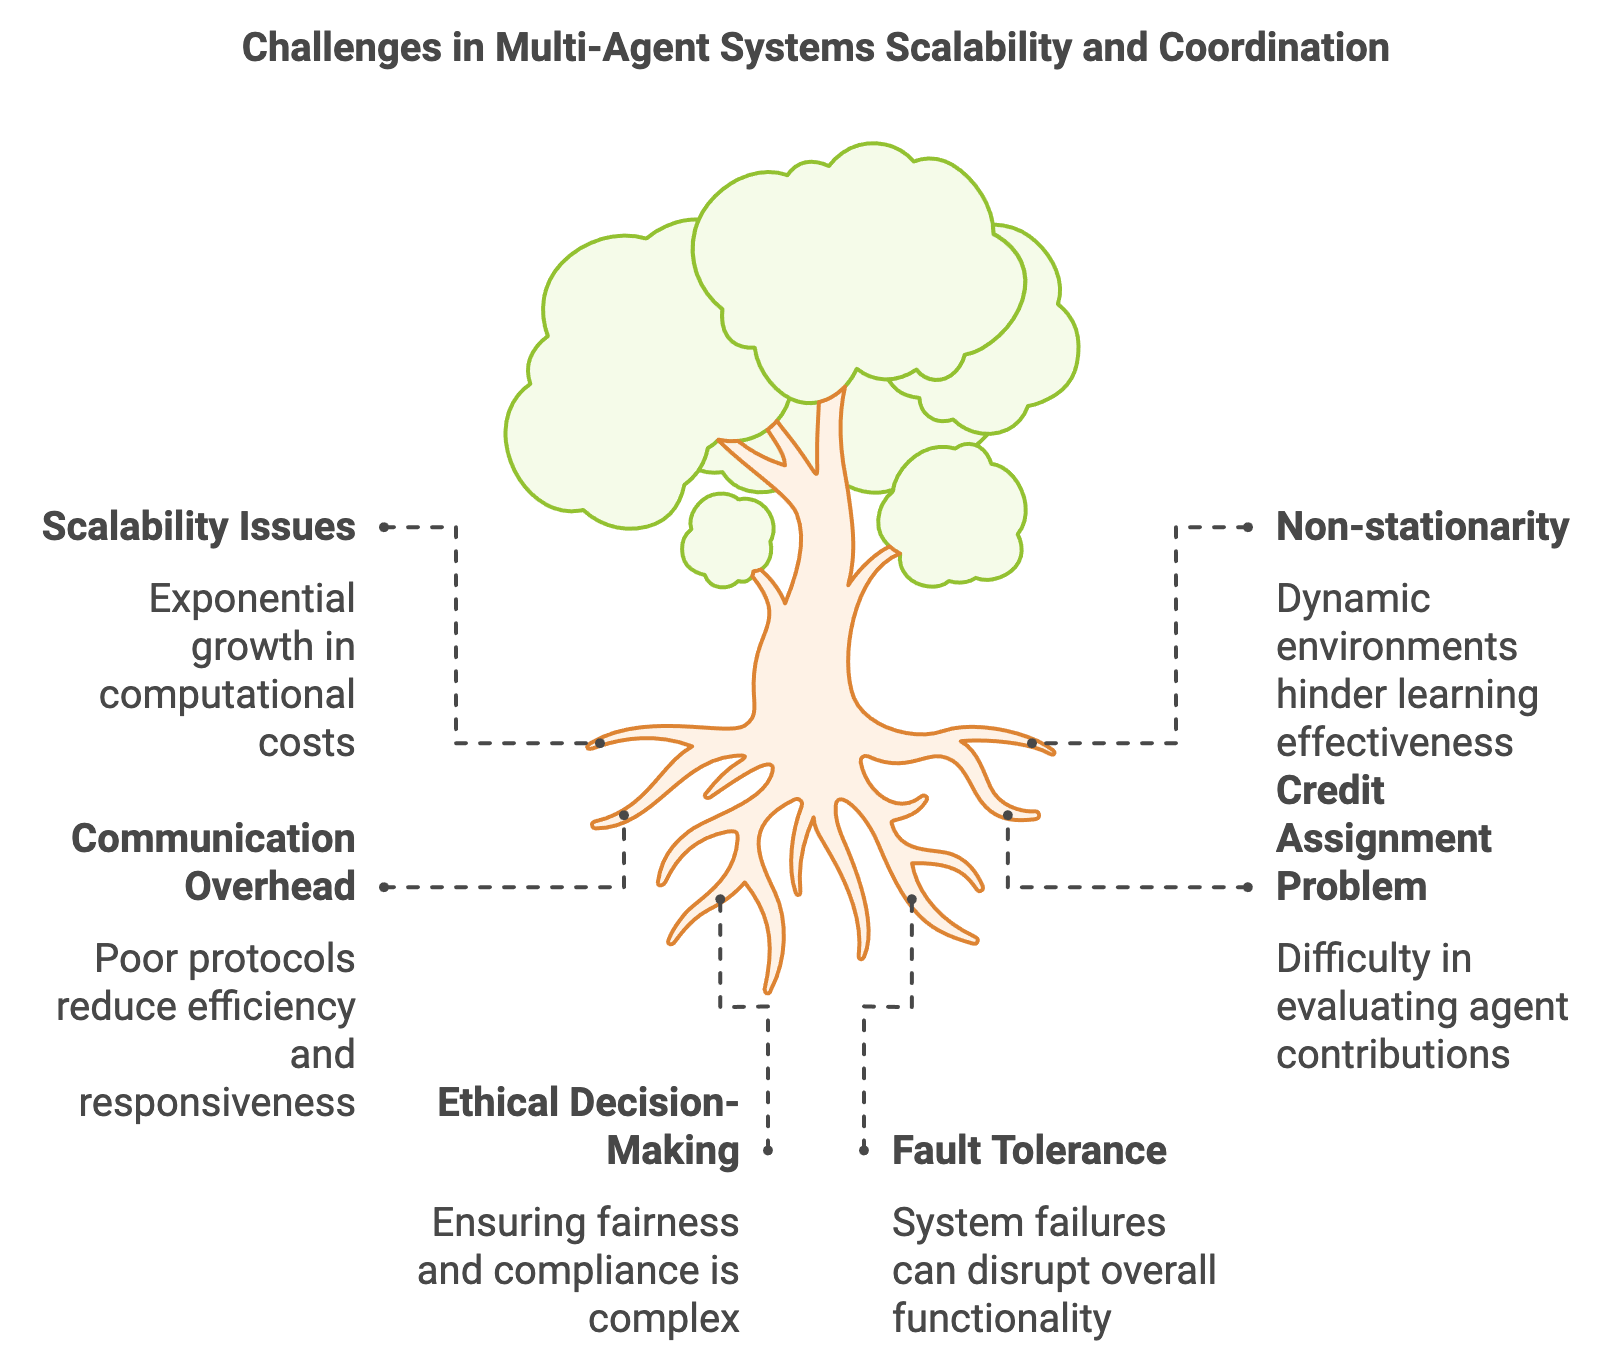 Challenges in Multi-Agent Systems Scalability and Coordination
Scalability Issues
Exponential
growth in
computational
costs
Communication
Overhead
Poor protocols
reduce efficiency
and
responsiveness
Ethical Decision-
Making
Ensuring fairness
and compliance is
complex
Fault Tolerance
System failures
can disrupt overall
functionality
Non-stationarity
Dynamic
environments
hinder learning
effectiveness
Credit
Assignment
Problem
Difficulty in
evaluating agent
contributions